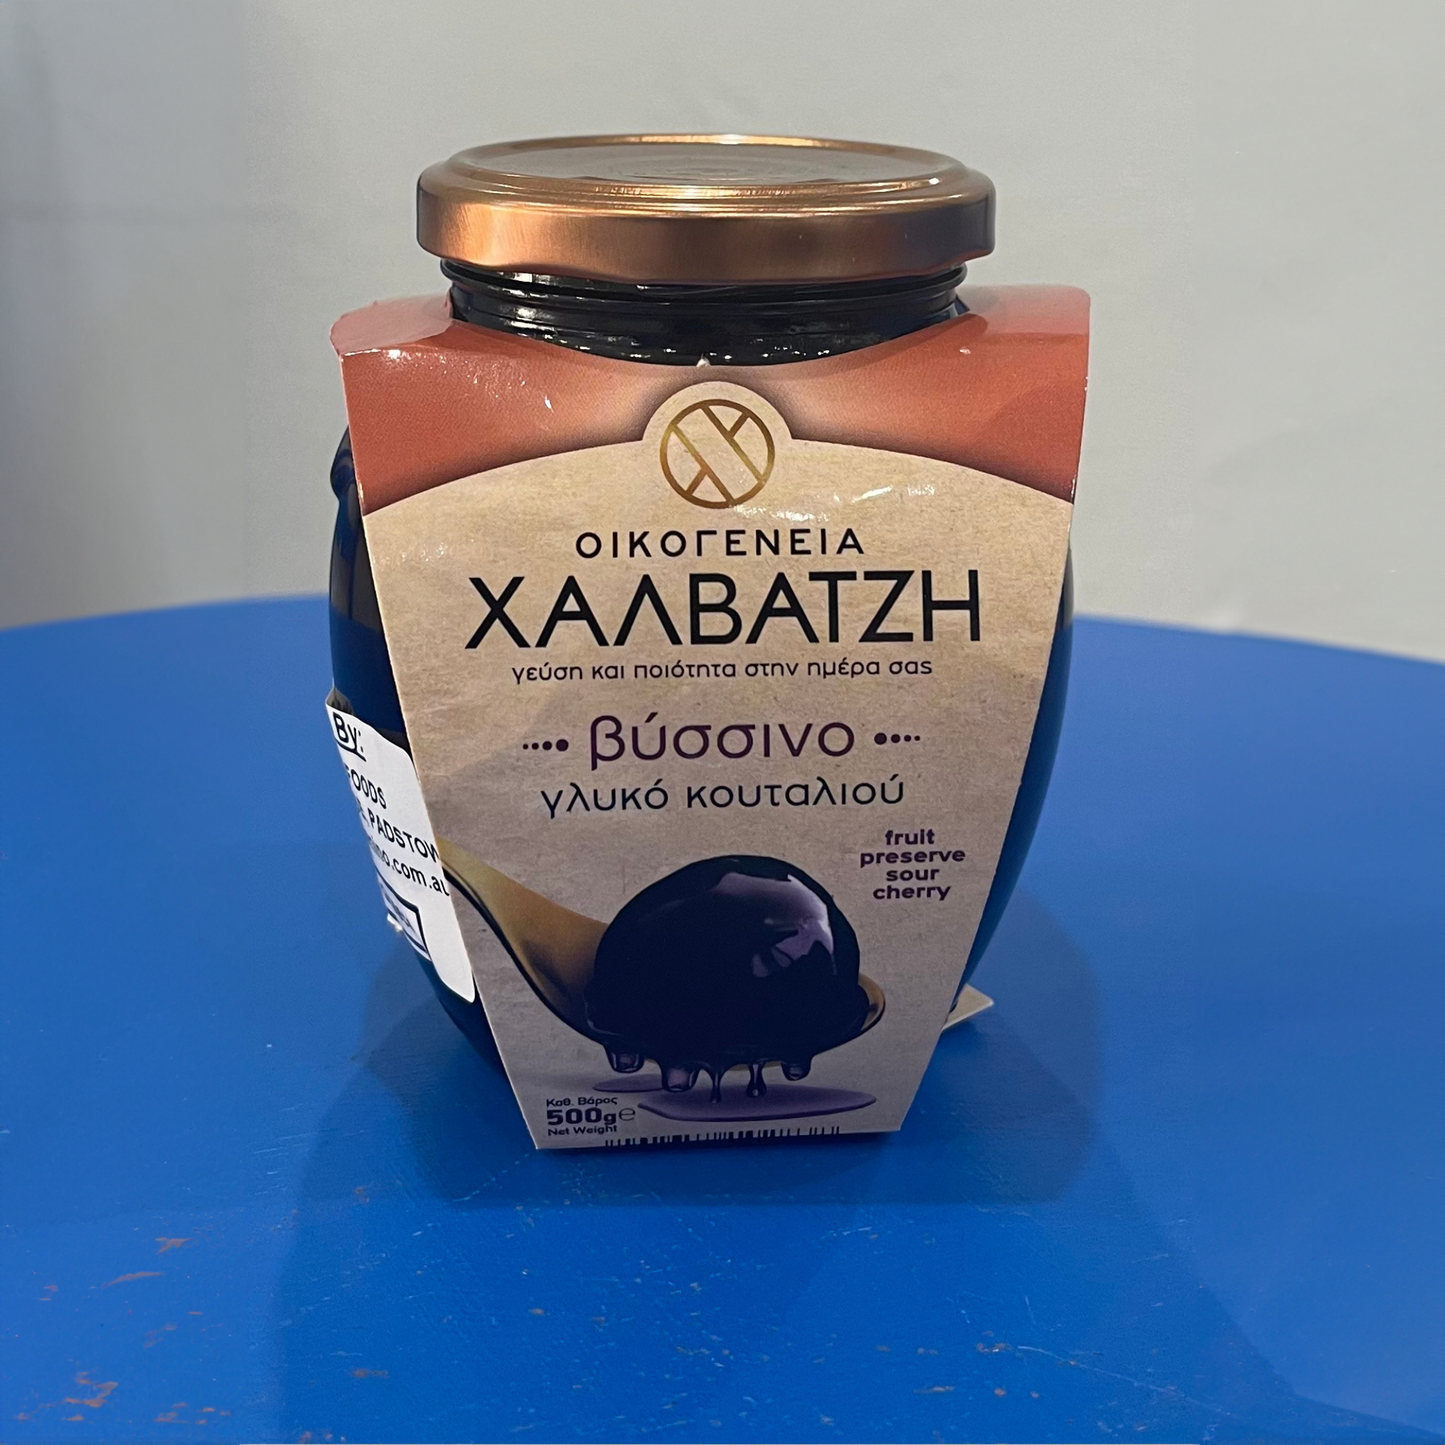 ΟΙΚΟΓΕΝΕΙΑ
ΧΑΛΒΑΤΖΗ
γεύση και ποιότητα στην ημέρα σας
βύσσινο
γλυκό κουταλιού
fruit
preserve
sour
cherry
Καθ. Βάρος
500g℮
Net Weight
By: